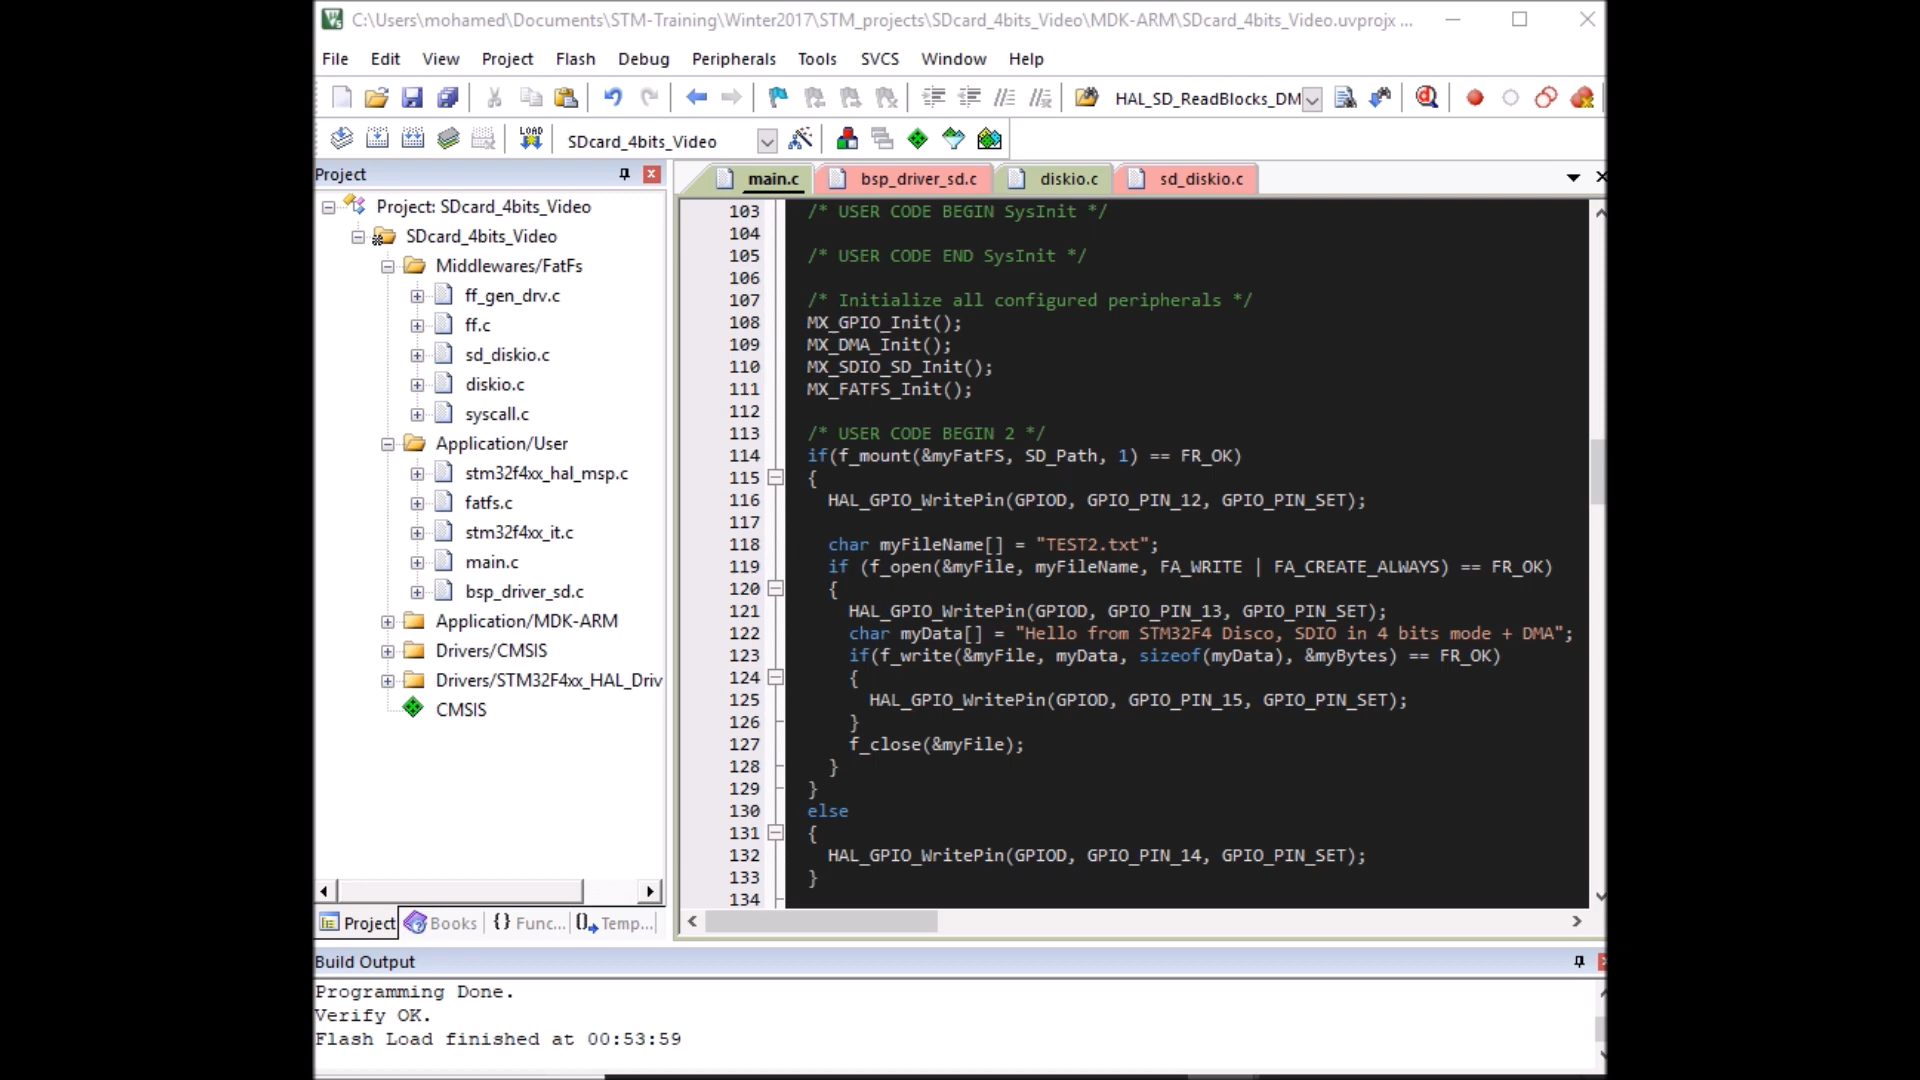 C:\Users\mohamed\Documents\STM-Training\Winter2017\STM_projects\SDcard_4bits_Video\MDK-ARM\SDcard_4bits_Video.uvprojx ...
File Edit View Project Flash Debug Peripherals Tools SVCS Window Help
HAL_SD_ReadBlocks_DM
LOAD SDcard_4bits_Video
Project
main.c bsp_driver_sd.c diskio.c sd_diskio.c
Project: SDcard_4bits_Video
SDcard_4bits_Video
Middlewares/FatFs
ff_gen_drv.c
ff.c
sd_diskio.c
diskio.c
syscall.c
Application/User
stm32f4xx_hal_msp.c
fatfs.c
stm32f4xx_it.c
main.c
bsp_driver_sd.c
Application/MDK-ARM
Drivers/CMSIS
Drivers/STM32F4xx_HAL_Driv
CMSIS
Project Books {} Func... Temp...
103 /* USER CODE BEGIN SysInit */
104
105 /* USER CODE END SysInit */
106
107 /* Initialize all configured peripherals */
108 MX_GPIO_Init();
109 MX_DMA_Init();
110 MX_SDIO_SD_Init();
111 MX_FATFS_Init();
112
113 /* USER CODE BEGIN 2 */
114 if(f_mount(&myFatFS, SD_Path, 1) == FR_OK)
115 {
116 HAL_GPIO_WritePin(GPIOD, GPIO_PIN_12, GPIO_PIN_SET);
117
118 char myFileName[] = "TEST2.txt";
119 if (f_open(&myFile, myFileName, FA_WRITE | FA_CREATE_ALWAYS) == FR_OK)
120 {
121 HAL_GPIO_WritePin(GPIOD, GPIO_PIN_13, GPIO_PIN_SET);
122 char myData[] = "Hello from STM32F4 Disco, SDIO in 4 bits mode + DMA";
123 if(f_write(&myFile, myData, sizeof(myData), &myBytes) == FR_OK)
124 {
125 HAL_GPIO_WritePin(GPIOD, GPIO_PIN_15, GPIO_PIN_SET);
126 }
127 f_close(&myFile);
128 }
129 }
130 else
131 {
132 HAL_GPIO_WritePin(GPIOD, GPIO_PIN_14, GPIO_PIN_SET);
133 }
134
Build Output
Programming Done.
Verify OK.
Flash Load finished at 00:53:59